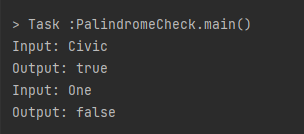 > Task :PalindromeCheck.main()
Input: Civic
Output: true
Input: One
Output: false